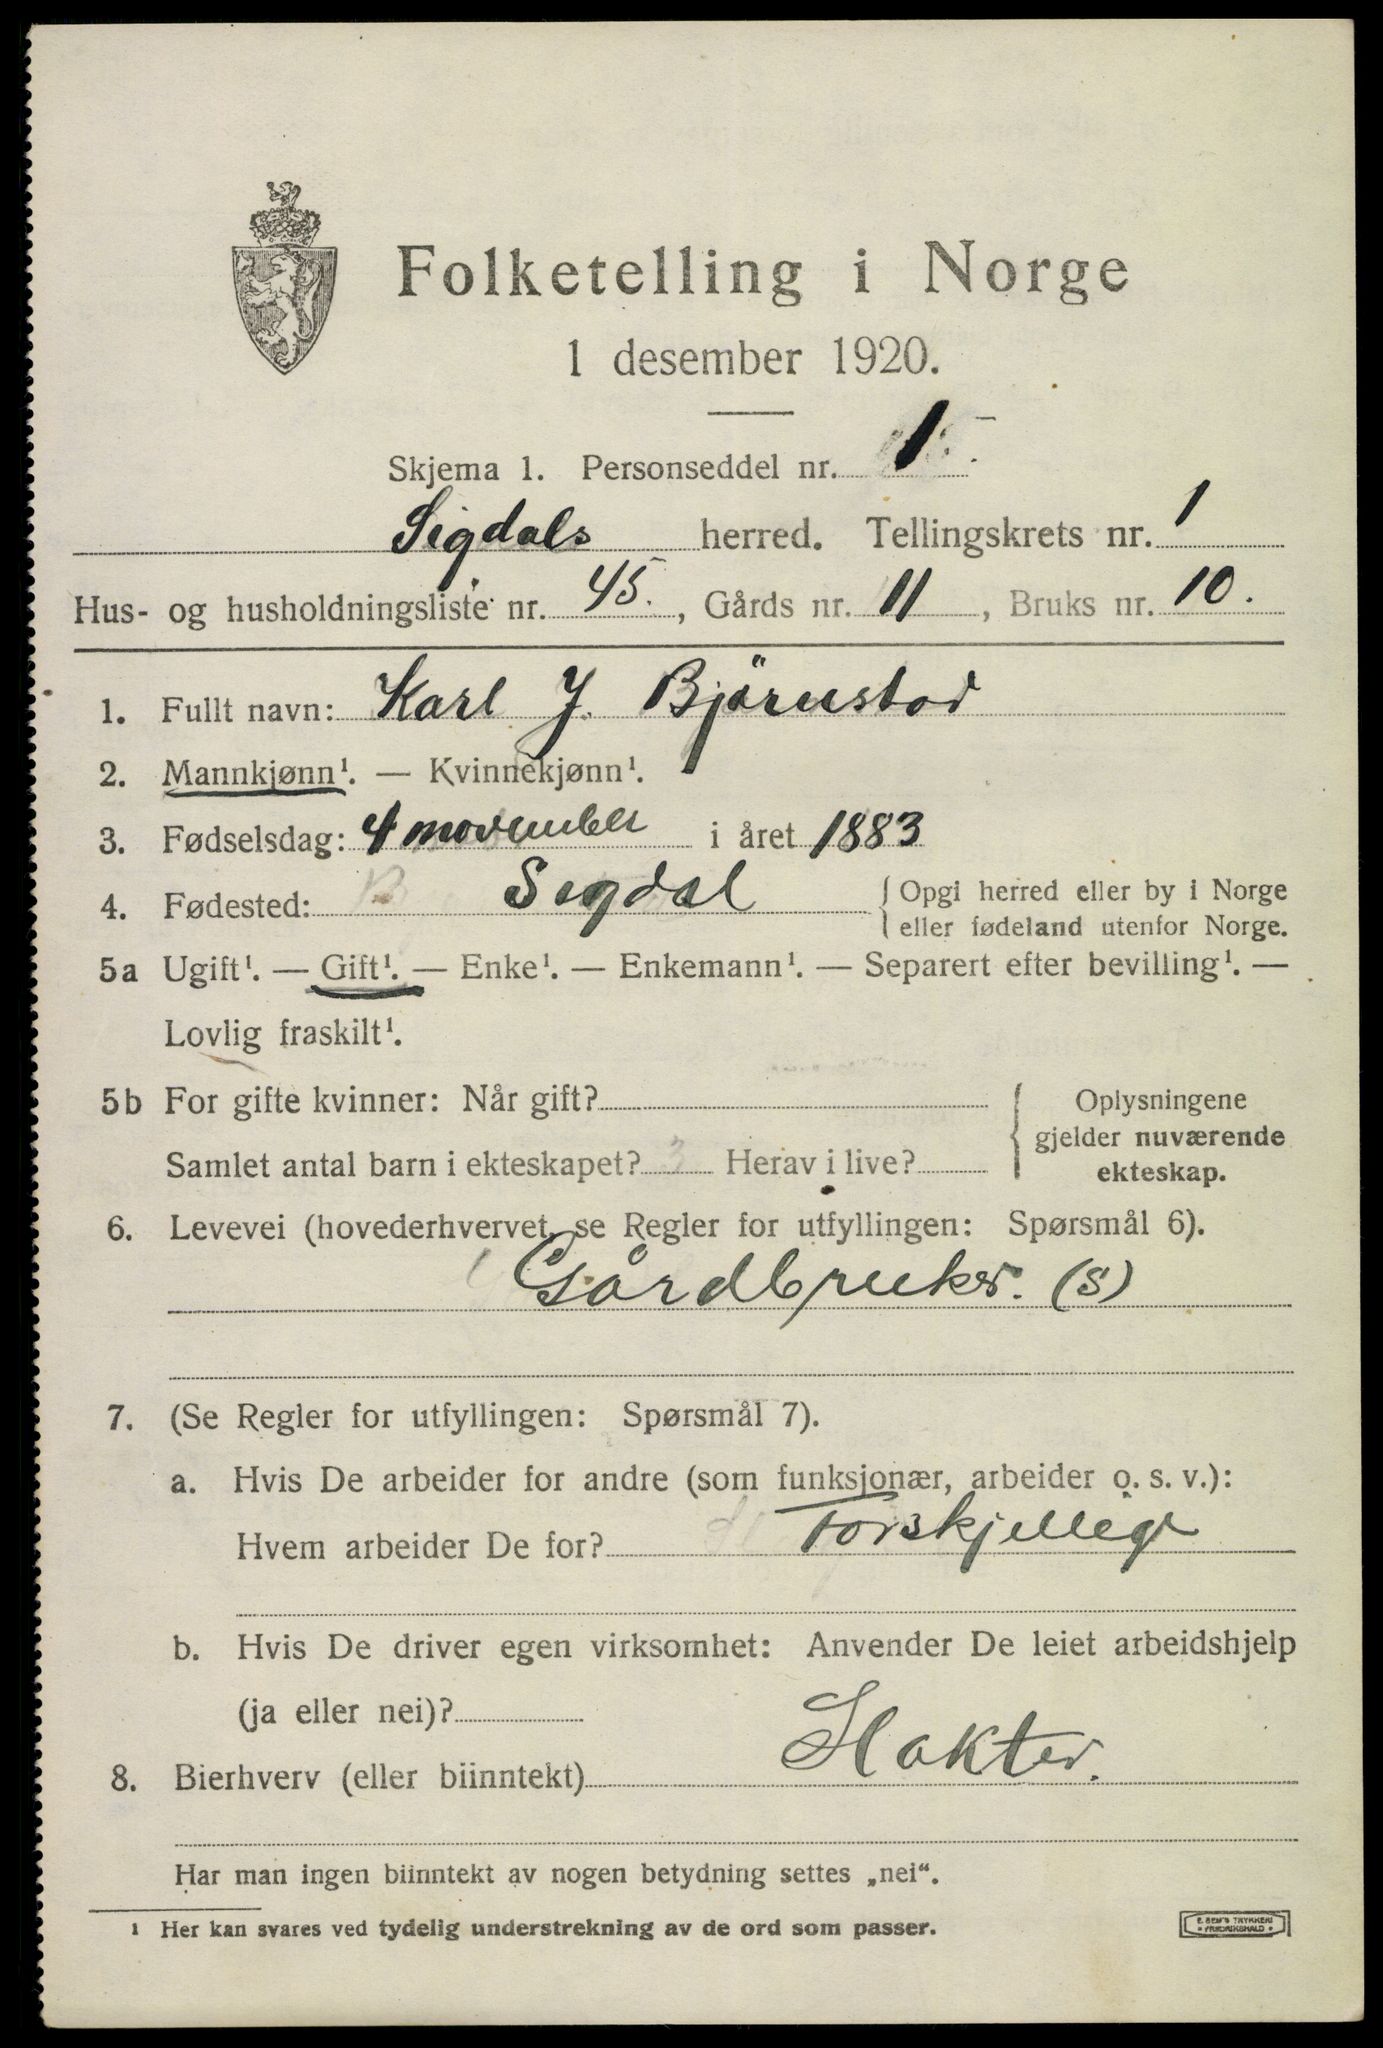 Folketelling i Norge
1 desember 1920.
Skjema 1. Personseddel nr. 1
Sigdals herred. Tellingskrets nr. 1
Hus- og husholdningsliste nr. 45. , Gårds nr. 11 , Bruks nr. 10.
1. Fullt navn: Karl J. Björnstad
2. Mannkjønn¹. — Kvinnekjønn¹.
3. Fødselsdag: 4 november i året 1883
4. Fødested: Sigdal { Opgi herred eller by i Norge
eller fødeland utenfor Norge.
5a Ugift¹. — Gift¹. — Enke¹. — Enkemann¹. — Separert efter bevilling¹. —
Lovlig fraskilt¹.
5b For gifte kvinner: Når gift? { Oplysningene
gjelder nuværende
Samlet antal barn i ekteskapet? 3 Herav i live? ekteskap.
6. Levevei (hovederhvervet, se Regler for utfyllingen: Spørsmål 6).
Gårdbruker. (S)
7. (Se Regler for utfyllingen: Spørsmål 7).
a. Hvis De arbeider for andre (som funksjonær, arbeider o. s. v.):
Hvem arbeider De for? Forskjellige
b. Hvis De driver egen virksomhet: Anvender De leiet arbeidshjelp
(ja eller nei)?
8. Bierhverv (eller biinntekt) Slakter.
Har man ingen biinntekt av nogen betydning settes „nei“.
¹ Her kan svares ved tydelig understrekning av de ord som passer.
E. SEM'S TRYKKERI
FREDRIKSHALD